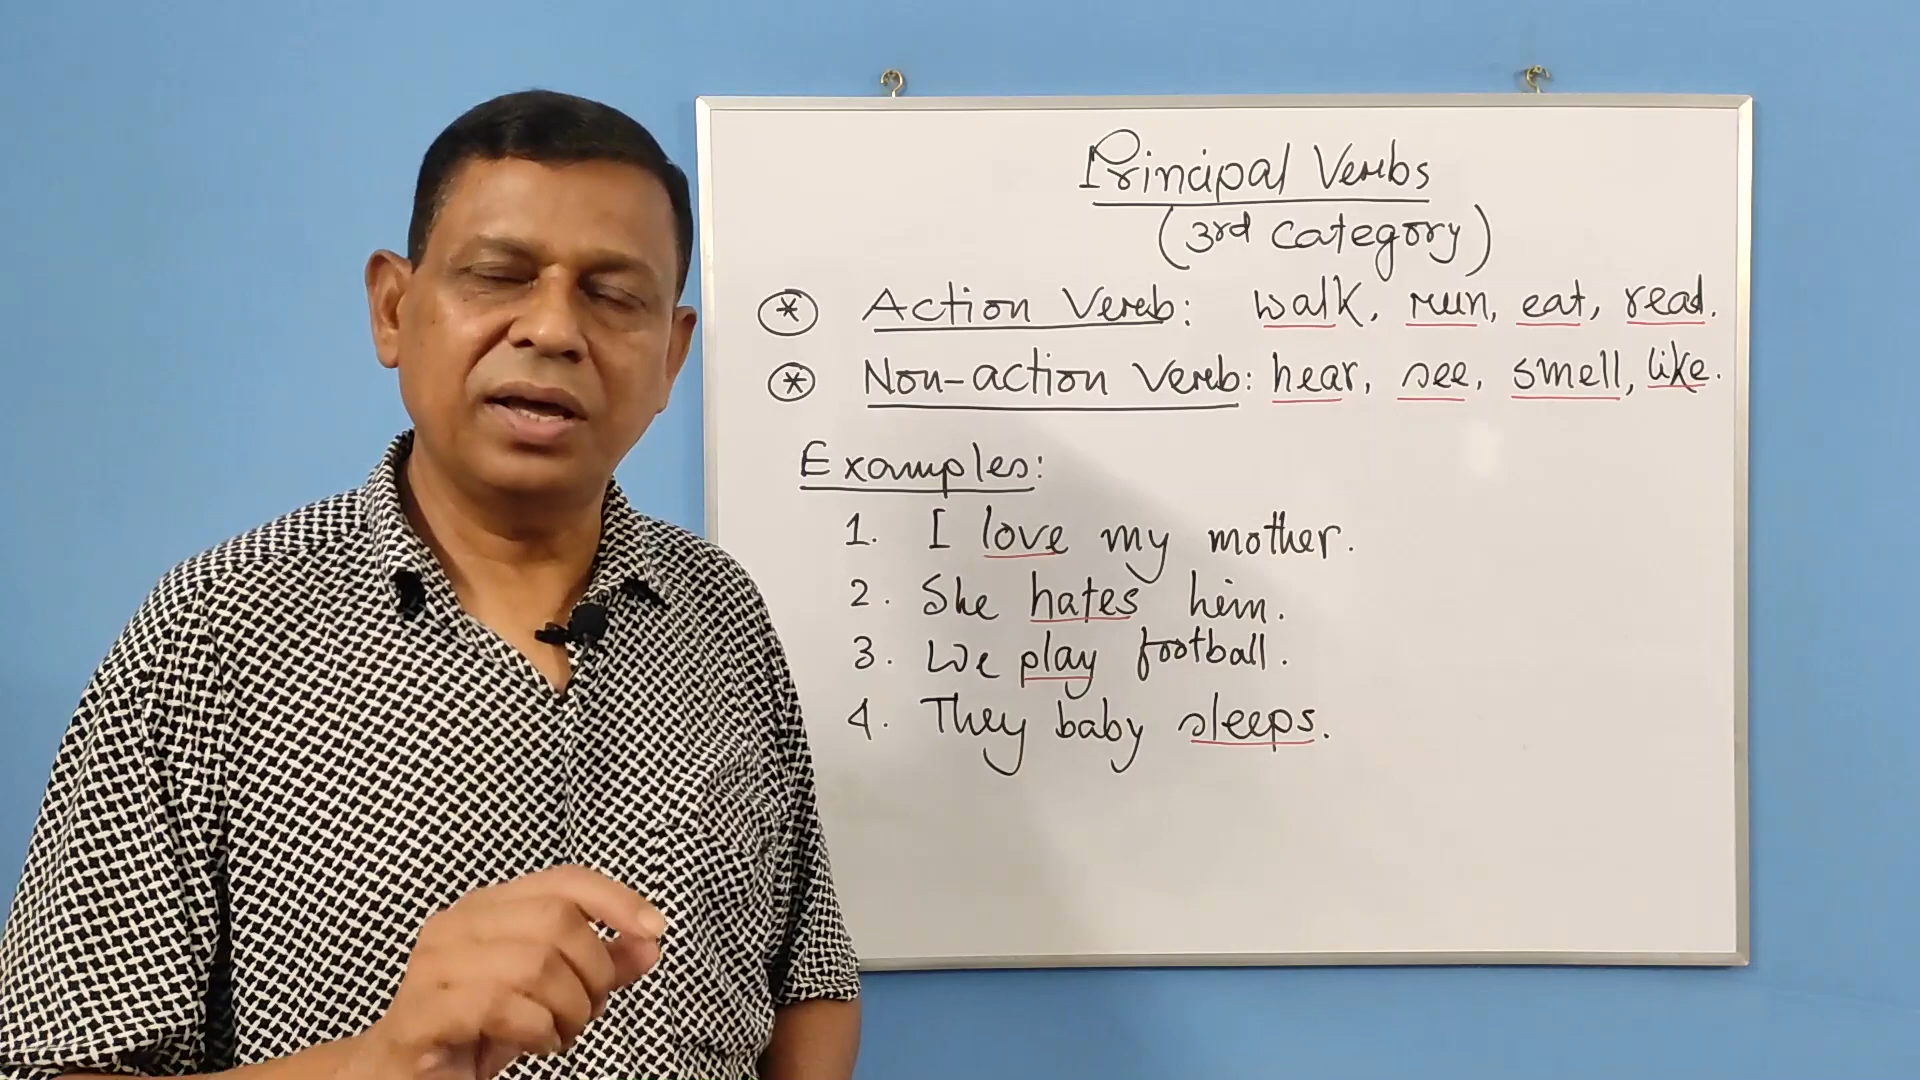 Principal Verbs
(3rd Category)
* Action Verb: walk, run, eat, read.
* Non-action Verb: hear, see, smell, like.
Examples:
1. I love my mother.
2. She hates him.
3. We play football.
4. They baby sleeps.